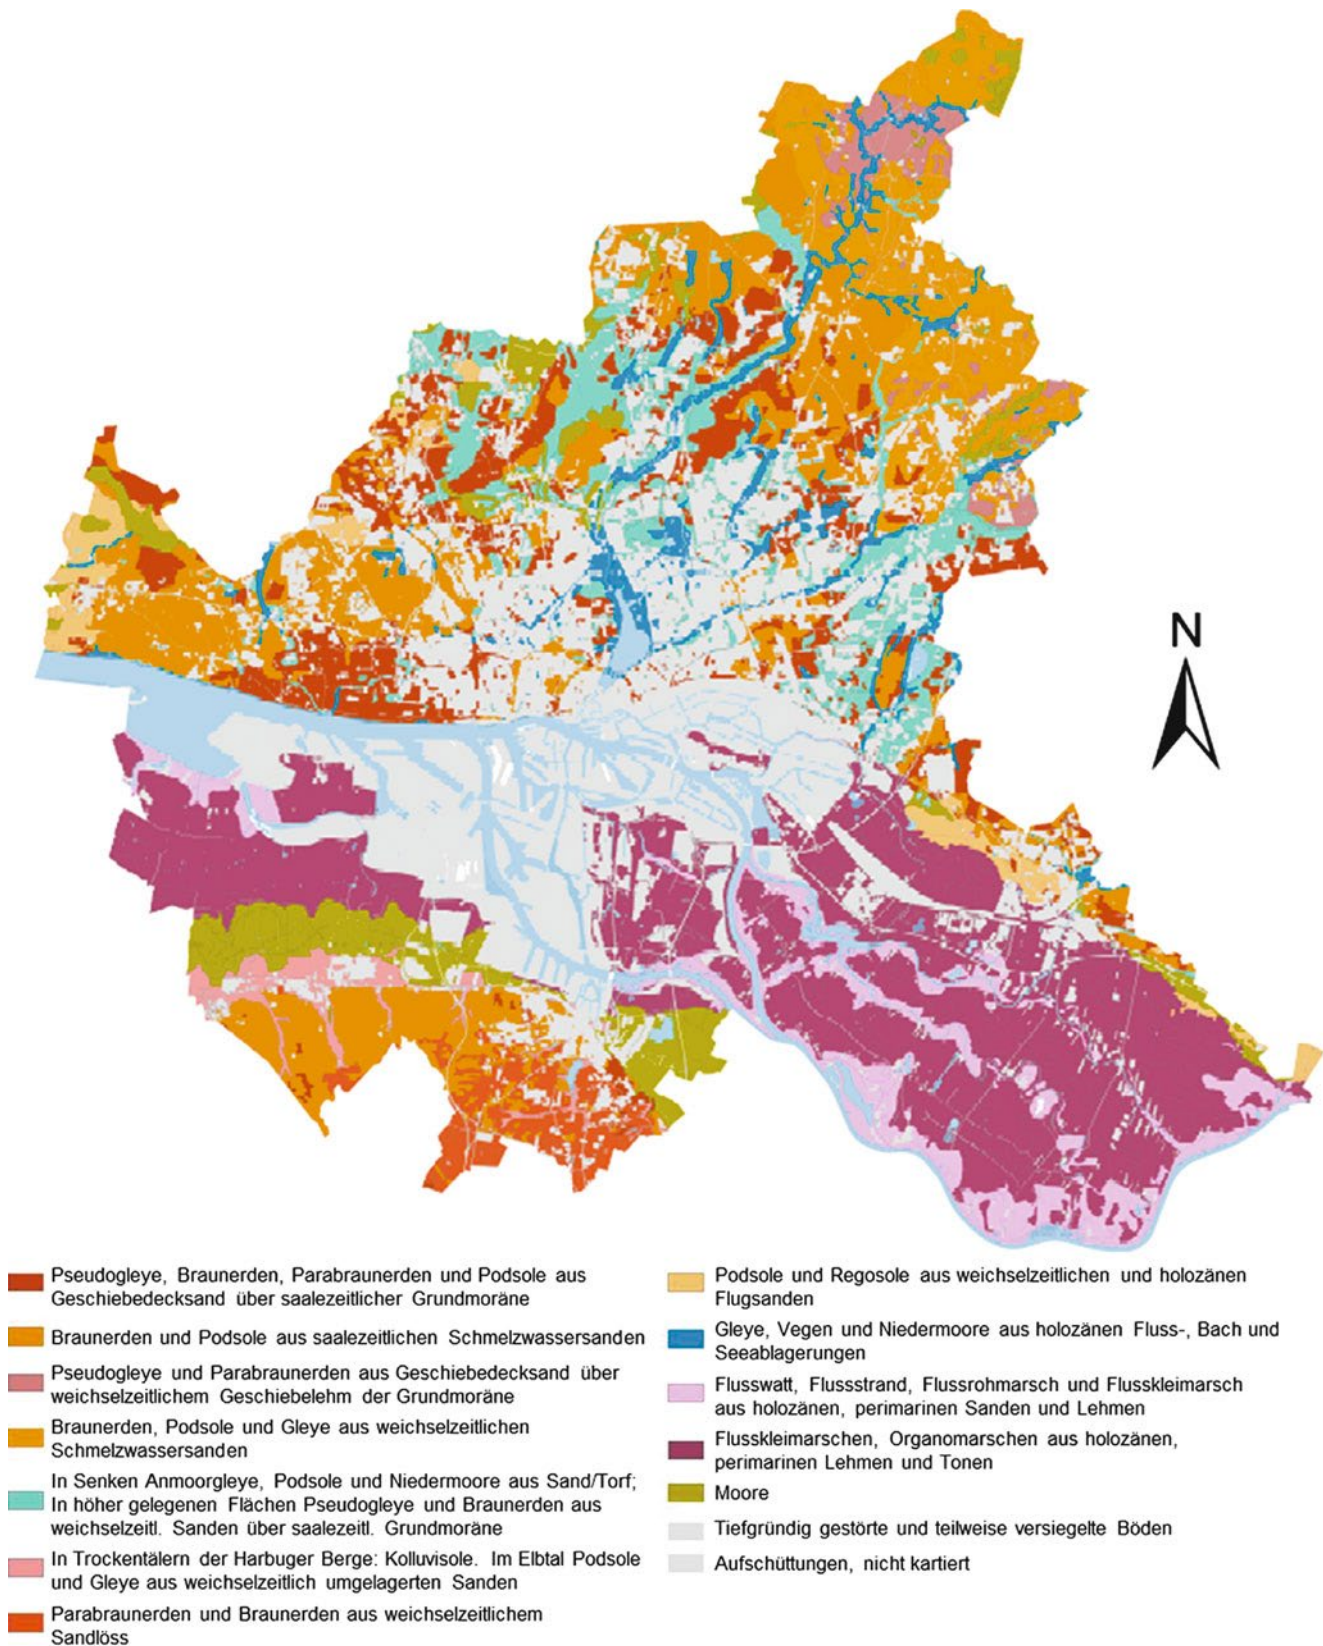 N
Pseudogleye, Braunerden, Parabraunerden und Podsole aus
Geschiebedecksand über saalezeitlicher Grundmoräne
Braunerden und Podsole aus saalezeitlichen Schmelzwassersanden
Pseudogleye und Parabraunerden aus Geschiebedecksand über
weichselzeitlichem Geschiebelehm der Grundmoräne
Braunerden, Podsole und Gleye aus weichselzeitlichen
Schmelzwassersanden
In Senken Anmoorgleye, Podsole und Niedermoore aus Sand/Torf;
In höher gelegenen Flächen Pseudogleye und Braunerden aus
weichselzeitl. Sanden über saalezeitl. Grundmoräne
In Trockentälern der Harbuger Berge: Kolluvisole. Im Elbtal Podsole
und Gleye aus weichselzeitlich umgelagerten Sanden
Parabraunerden und Braunerden aus weichselzeitlichem
Sandlöss
Podsole und Regosole aus weichselzeitlichen und holozänen
Flugsanden
Gleye, Vegen und Niedermoore aus holozänen Fluss-, Bach und
Seeablagerungen
Flusswatt, Flussstrand, Flussrohmarsch und Flusskleimarsch
aus holozänen, perimarinen Sanden und Lehmen
Flusskleimarschen, Organomarschen aus holozänen,
perimarinen Lehmen und Tonen
Moore
Tiefgründig gestörte und teilweise versiegelte Böden
Aufschüttungen, nicht kartiert